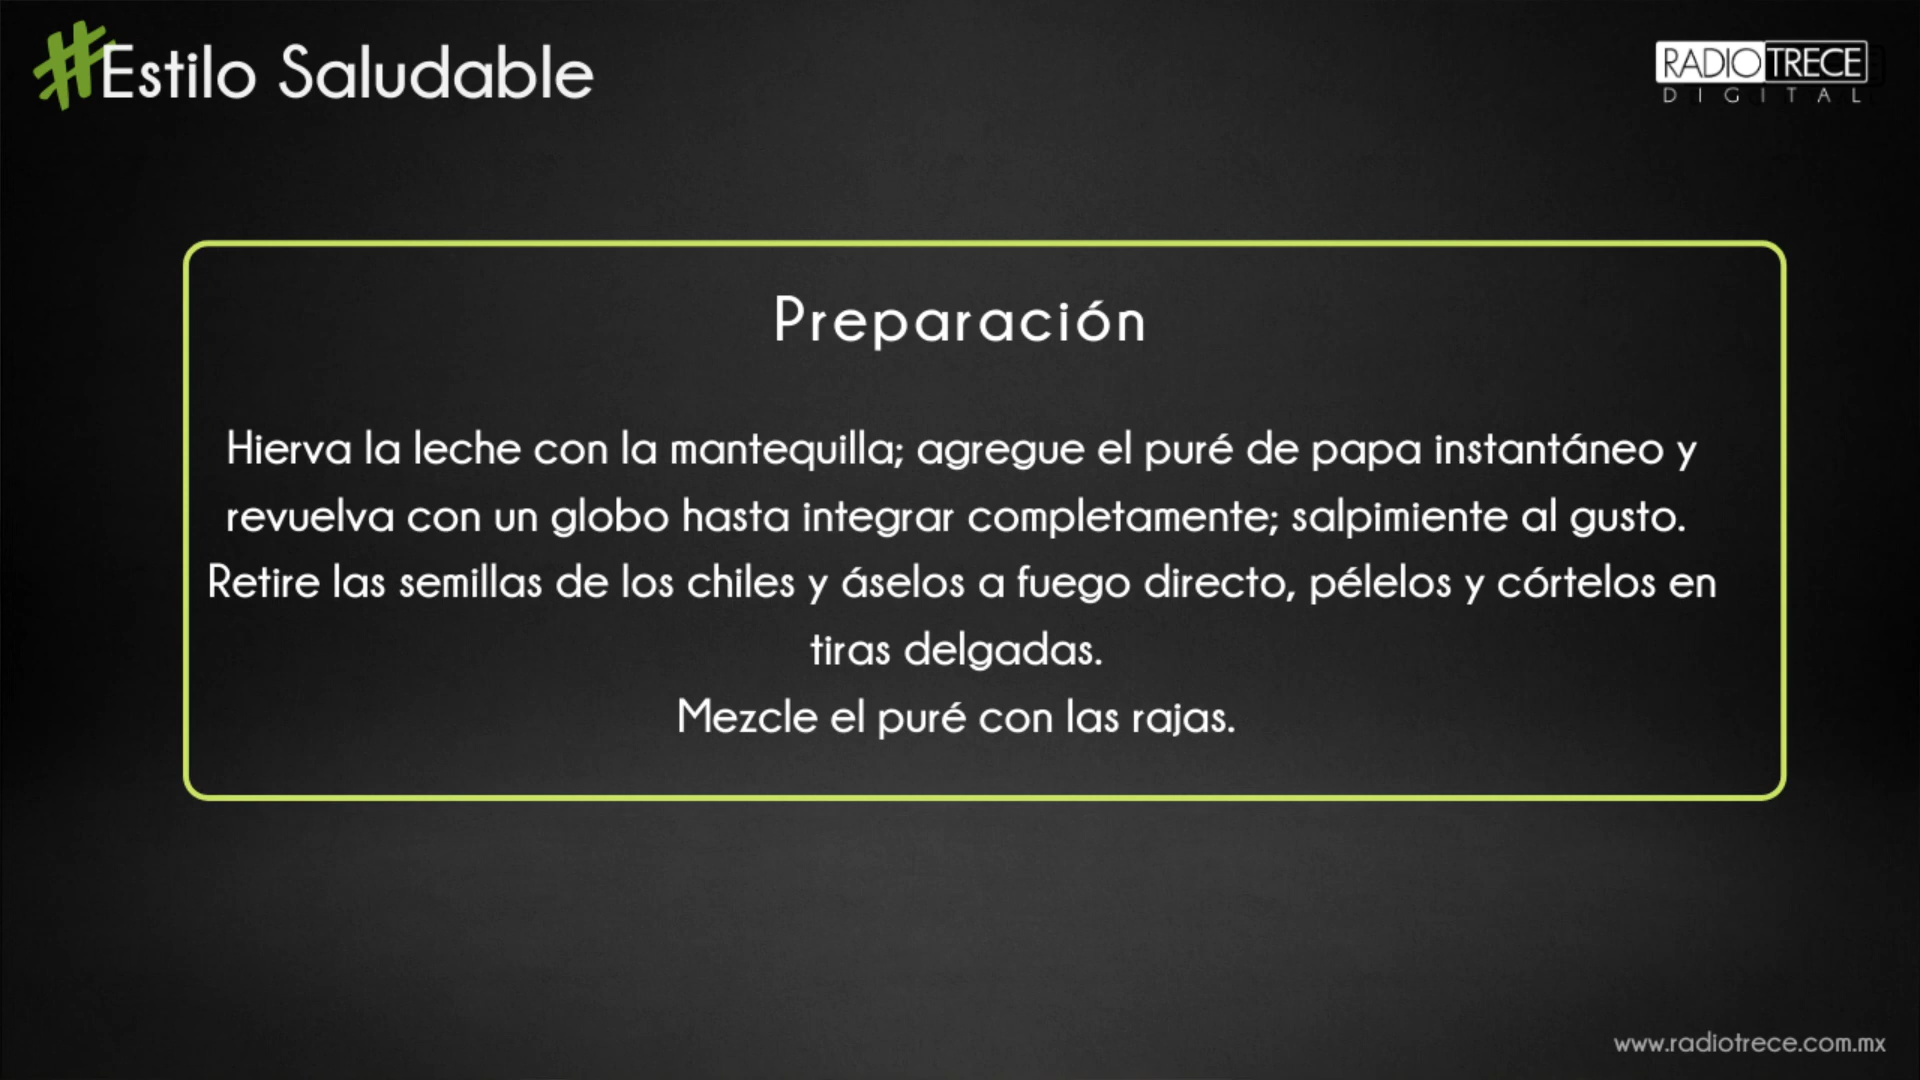 #Estilo Saludable
RADIOTRECE
DIGITAL
Preparación
Hierva la leche con la mantequilla; agregue el puré de papa instantáneo y
revuelva con un globo hasta integrar completamente; salpimiente al gusto.
Retire las semillas de los chiles y áselos a fuego directo, pélelos y córtelos en
tiras delgadas.
Mezcle el puré con las rajas.
www.radiotrece.com.mx